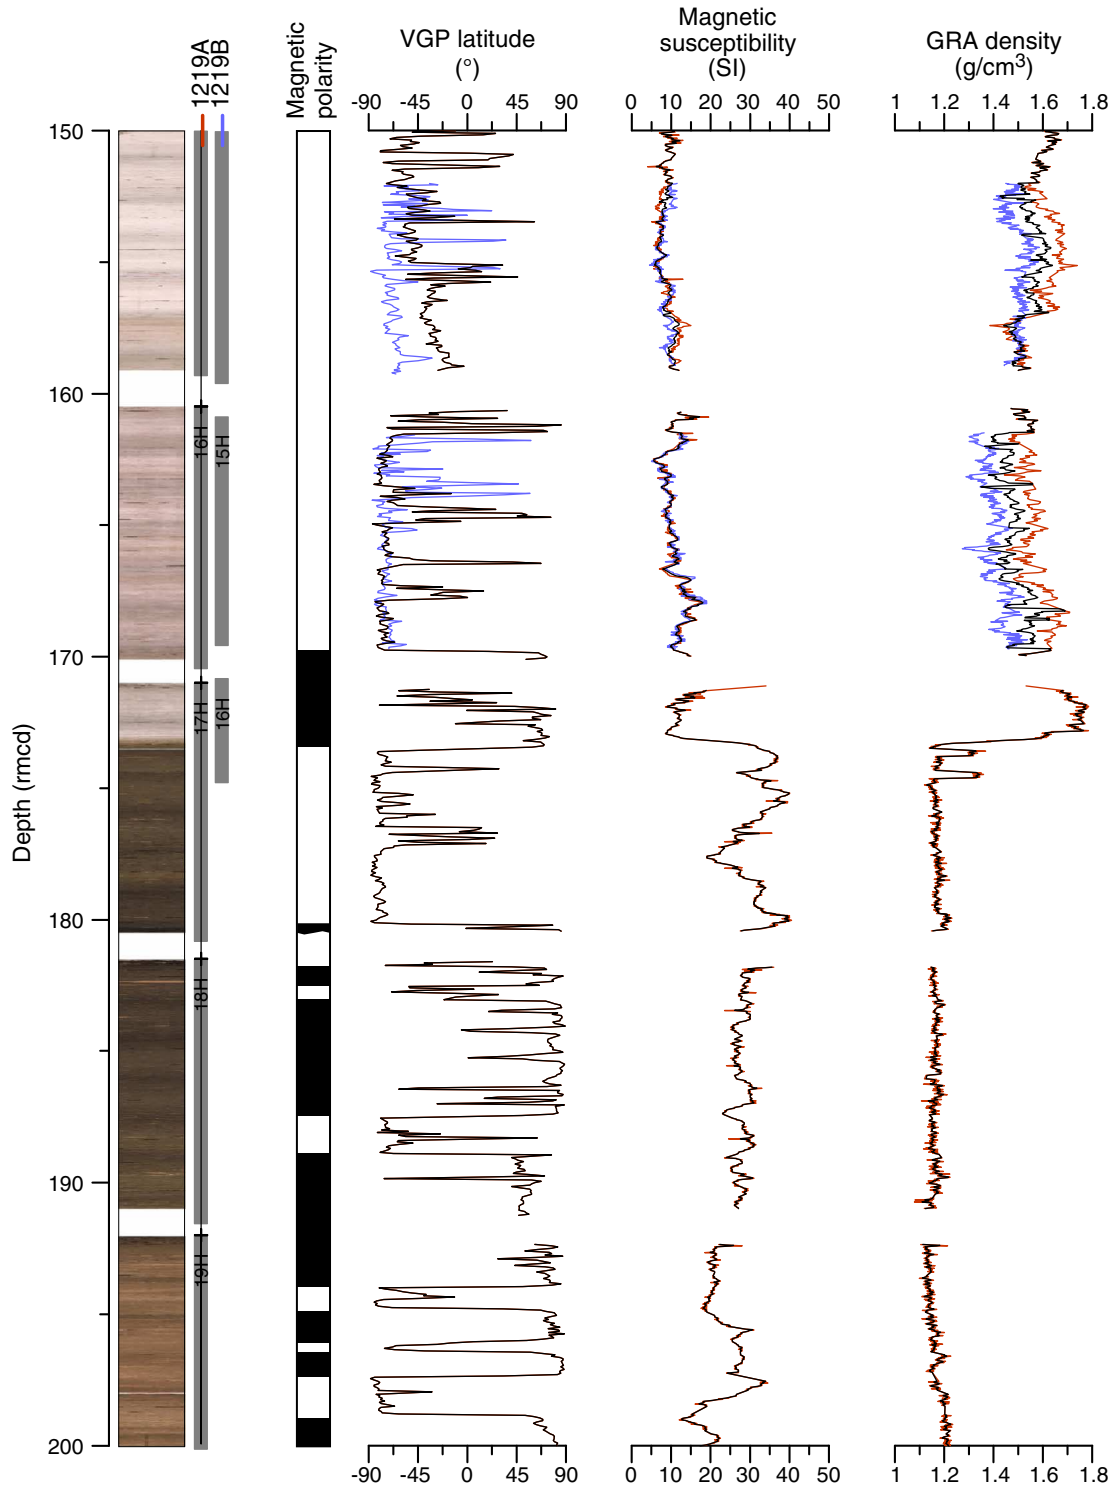 1219A
1219B
Magnetic
polarity
VGP latitude
(°)
Magnetic
susceptibility
(SI)
GRA density
(g/cm3)
-90 -45 0 45 90
0 10 20 30 40 50
1 1.2 1.4 1.6 1.8
150
160
170
180
190
200
Depth (rmcd)
16H
15H
17H
16H
18H
19H
-90 -45 0 45 90
0 10 20 30 40 50
1 1.2 1.4 1.6 1.8